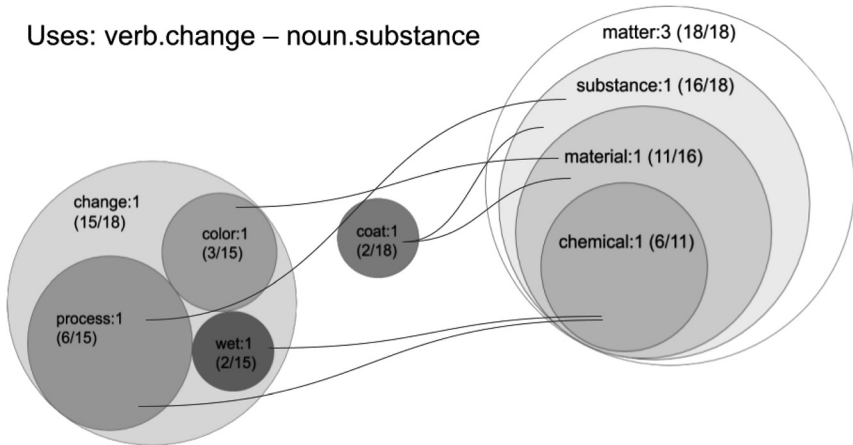 Uses: verb.change – noun.substance
matter:3 (18/18)
substance:1 (16/18)
material:1 (11/16)
chemical:1 (6/11)
change:1
(15/18)
color:1
(3/15)
coat:1
(2/18)
process:1
(6/15)
wet:1
(2/15)